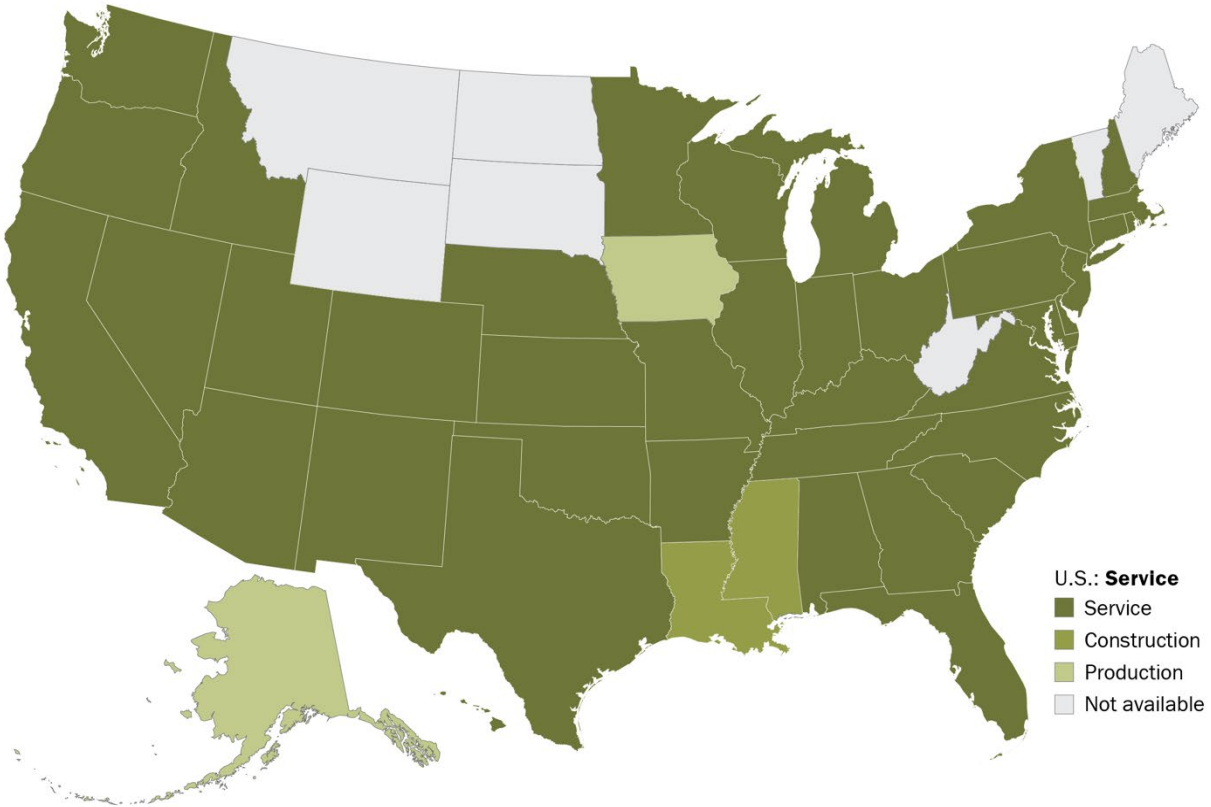 U.S.: Service
Service
Construction
Production
Not available